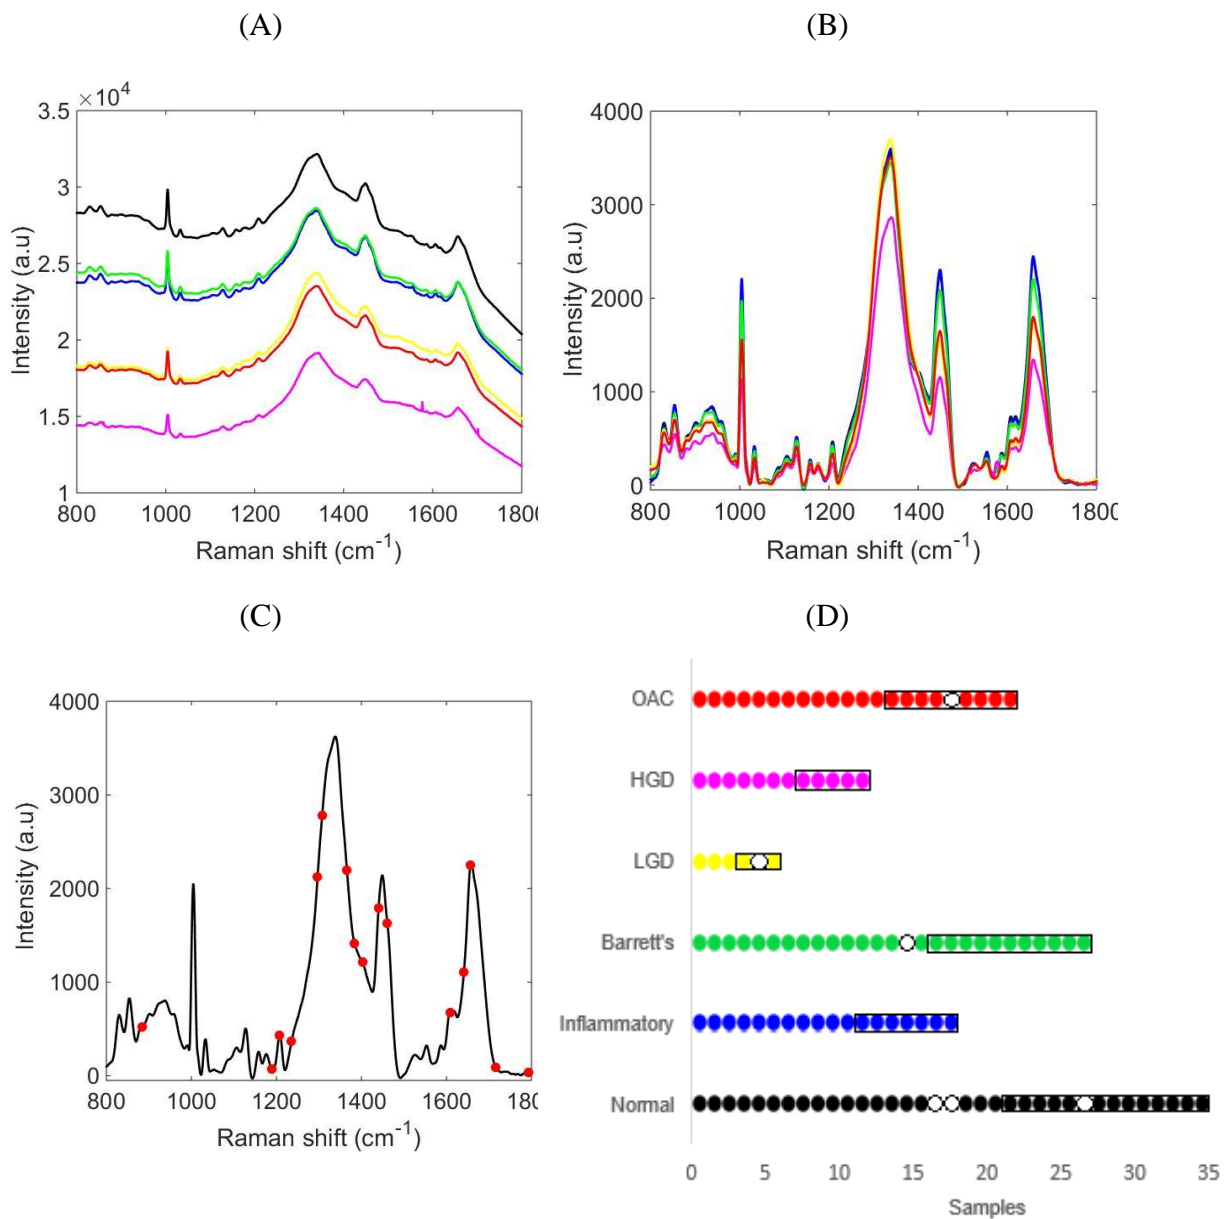 (A)
(B)
×10⁴
3.5
3
2.5
2
1.5
1
Intensity (a.u)
800 1000 1200 1400 1600 180
Raman shift (cm⁻¹)
4000
3000
2000
1000
0
Intensity (a.u)
800 1000 1200 1400 1600 1800
Raman shift (cm⁻¹)
(C)
(D)
4000
3000
2000
1000
0
Intensity (a.u)
800 1000 1200 1400 1600 180
Raman shift (cm⁻¹)
OAC
HGD
LGD
Barrett's
Inflammatory
Normal
0 5 10 15 20 25 30 35
Samples